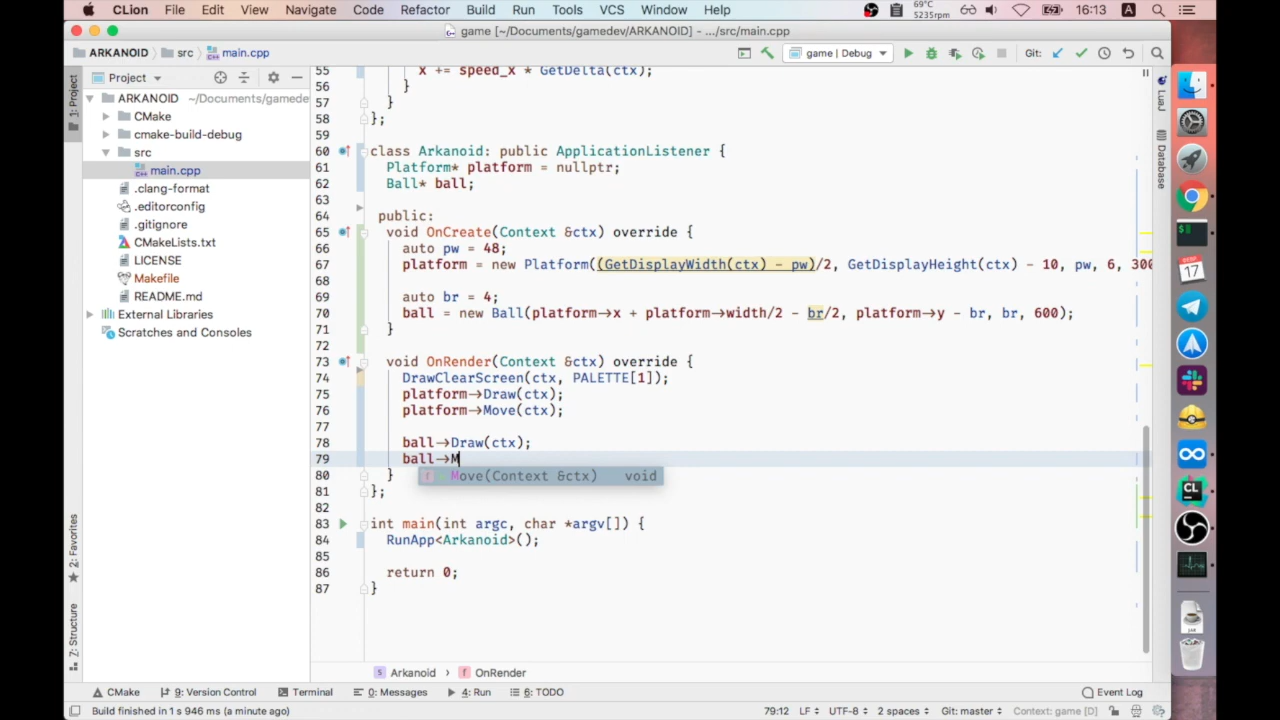 CLion File Edit View Navigate Code Refactor Build Run Tools VCS Window Help 69°C 5235rpm 16:13 A
game [~/Documents/gamedev/ARKANOID] - .../src/main.cpp
ARKANOID src main.cpp game | Debug Git:
1: Project
Project
ARKANOID ~/Documents/gamede
CMake
cmake-build-debug
src
main.cpp
.clang-format
.editorconfig
.gitignore
CMakeLists.txt
LICENSE
Makefile
README.md
External Libraries
Scratches and Consoles
2: Favorites
7: Structure
55 x += speed_x * GetDelta(ctx);
56 }
57 }
58 };
59
60 class Arkanoid: public ApplicationListener {
61 Platform* platform = nullptr;
62 Ball* ball;
63
64 public:
65 void OnCreate(Context &ctx) override {
66 auto pw = 48;
67 platform = new Platform((GetDisplayWidth(ctx) - pw)/2, GetDisplayHeight(ctx) - 10, pw, 6, 300
68
69 auto br = 4;
70 ball = new Ball(platform→x + platform→width/2 - br/2, platform→y - br, br, 600);
71 }
72
73 void OnRender(Context &ctx) override {
74 DrawClearScreen(ctx, PALETTE[1]);
75 platform→Draw(ctx);
76 platform→Move(ctx);
77
78 ball→Draw(ctx);
79 ball→M
f Move(Context &ctx) void
80 }
81 };
82
83 int main(int argc, char *argv[]) {
84 RunApp<Arkanoid>();
85
86 return 0;
87 }
LuaJ
Database
17
CL
JAR
s Arkanoid › f OnRender
CMake 9: Version Control Terminal 0: Messages 4: Run 6: TODO Event Log
Build finished in 1 s 946 ms (a minute ago) 79:12 LF UTF-8 2 spaces Git: master Context: game [D]